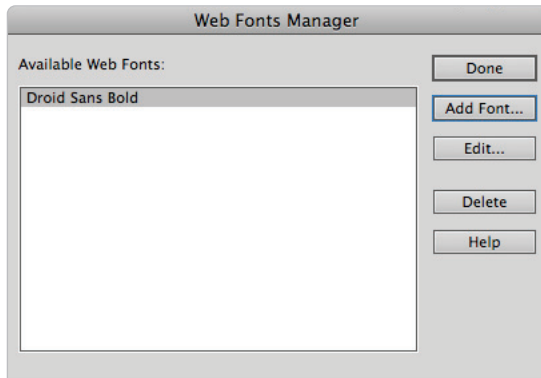 Web Fonts Manager
Available Web Fonts:
Droid Sans Bold
Done
Add Font...
Edit...
Delete
Help